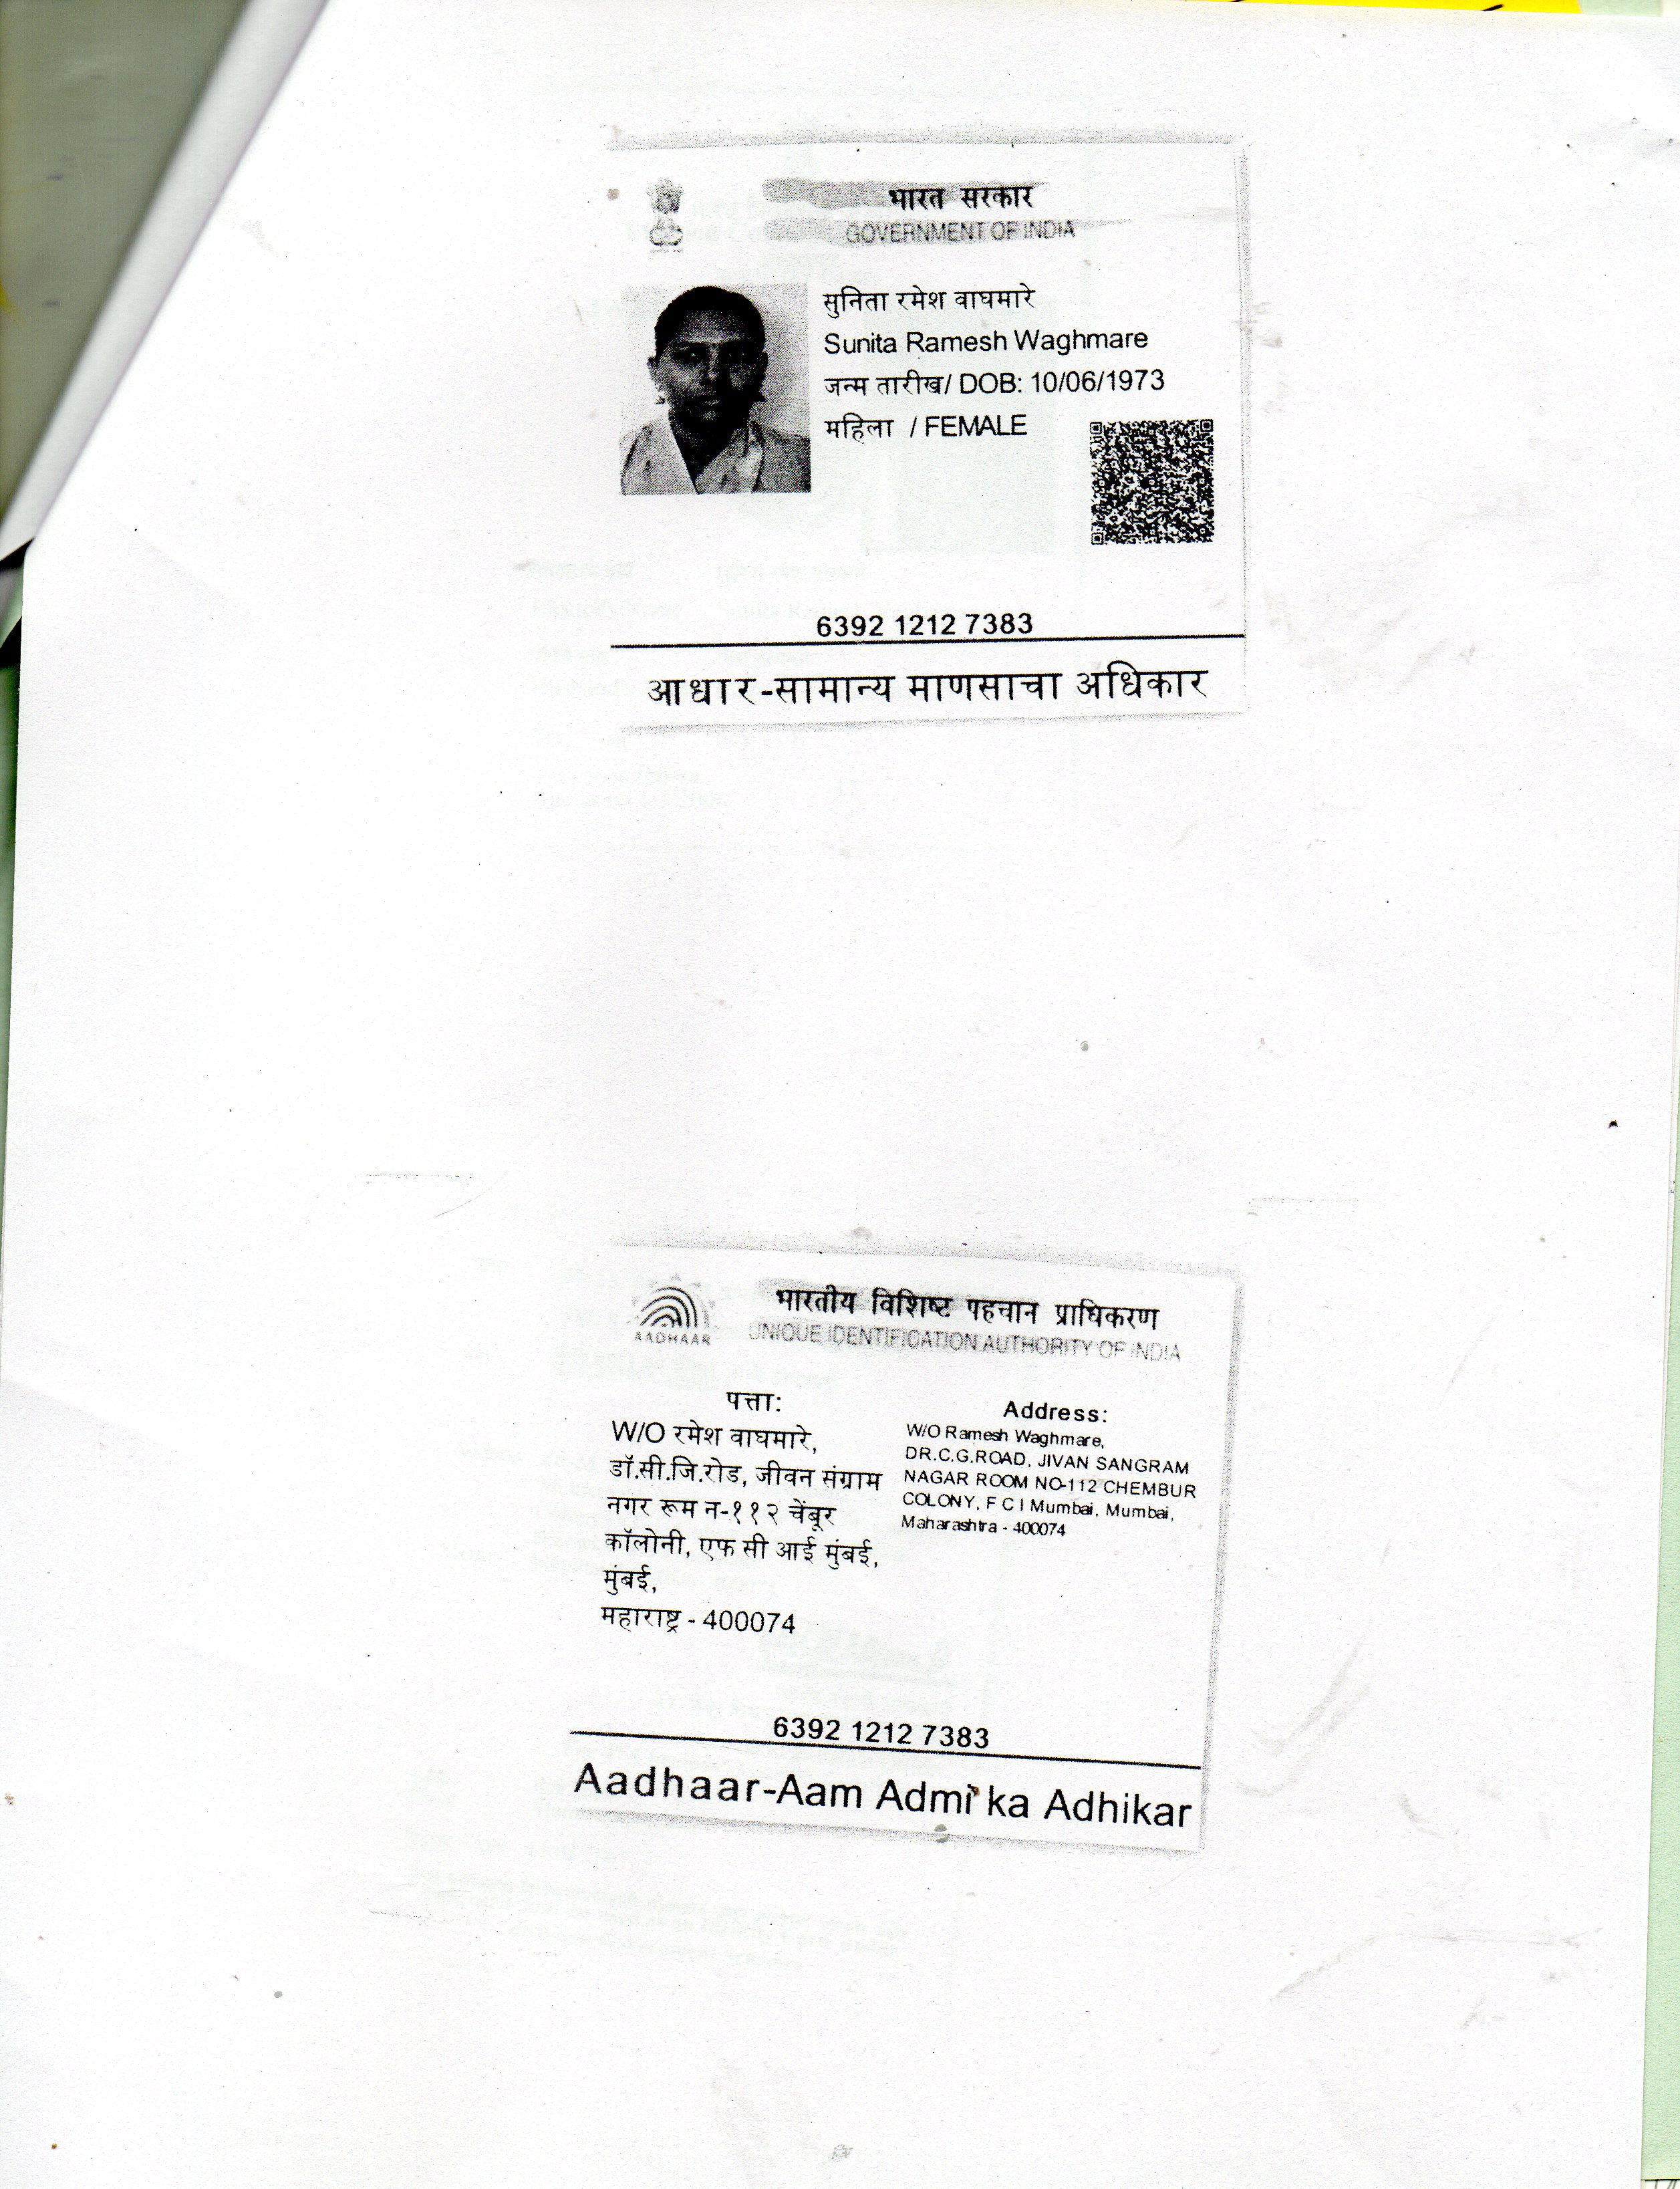 भारत सरकार
GOVERNMENT OF INDIA
सुनिता रमेश वाघमारे
Sunita Ramesh Waghmare
जन्म तारीख/ DOB: 10/06/1973
महिला / FEMALE
6392 1212 7383
आधार-सामान्य माणसाचा अधिकार
AADHAAR
भारतीय विशिष्ट पहचान प्राधिकरण
UNIQUE IDENTIFICATION AUTHORITY OF INDIA
पत्ता:
W/O रमेश वाघमारे,
डॉ.सी.जि.रोड, जीवन संग्राम
नगर रूम न-११२ चेंबूर
कॉलोनी, एफ सी आई मुंबई,
मुंबई,
महाराष्ट्र - 400074
Address:
W/O Ramesh Waghmare,
DR.C.G.ROAD, JIVAN SANGRAM
NAGAR ROOM NO-112 CHEMBUR
COLONY, F C I Mumbai, Mumbai,
Maharashtra - 400074
6392 1212 7383
Aadhaar-Aam Admi ka Adhikar